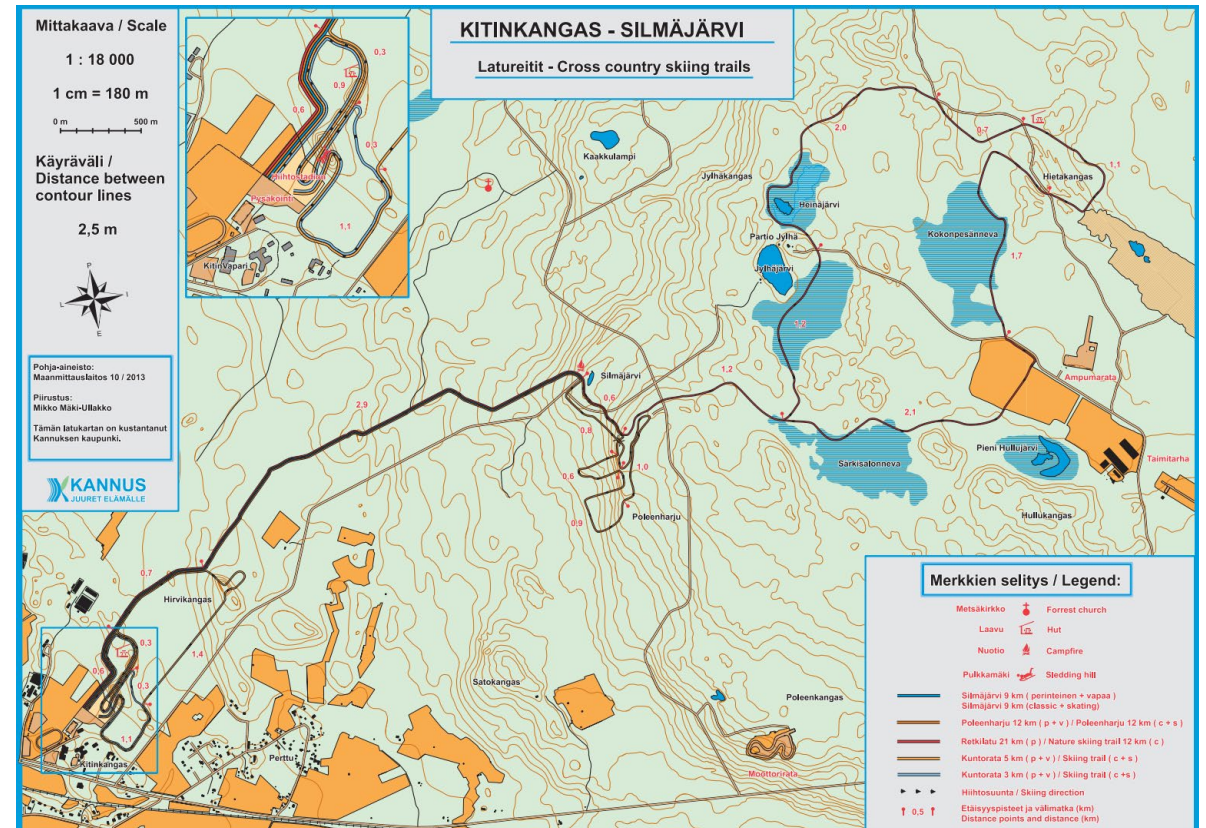 Mittakaava / Scale
1 : 18 000
1 cm = 180 m
0 m 500 m
Käyräväli /
Distance between
contour lines
2,5 m
P
L
I
E
Pohja-aineisto:
Maanmittauslaitos 10 / 2013
Piirustus:
Mikko Mäki-Ullakko
Tämän latukartan on kustantanut
Kannuksen kaupunki.
KANNUS
JUURET ELÄMÄLLE
0,3
0,9
0,6
0,3
Hiihtostadion
Pysäköinti
1,1
KitinVapari
KITINKANGAS - SILMÄJÄRVI
Latureitit - Cross country skiing trails
Kaakkulampi
2,0
0,7
1,1
Jylhäkangas
Hietakangas
Heinäjärvi
Partio Jylhä
Kokonpesänneva
Jylhäjärvi
1,7
1,2
Silmäjärvi
1,2
Ampumarata
2,9
0,6
0,8
2,1
Pieni Hullujärvi
Särkisalonneva
Taimitarha
0,6
1,0
0,9
Poleenharju
Hullukangas
0,7
Hirvikangas
0,3
0,6
1,4
0,3
Satokangas
Poleenkangas
1,1
Kitinkangas
Perttu
Moottorirata
Merkkien selitys / Legend:
Metsäkirkko Forrest church
Laavu Hut
Nuotio Campfire
Pulkkamäki Sledding hill
Silmäjärvi 9 km ( perinteinen + vapaa )
Silmäjärvi 9 km (classic + skating)
Poleenharju 12 km ( p + v ) / Poleenharju 12 km ( c + s )
Retkilatu 21 km ( p ) / Nature skiing trail 12 km ( c )
Kuntorata 5 km ( p + v ) / Skiing trail ( c + s )
Kuntorata 3 km ( p + v ) / Skiing trail ( c +s )
Hiihtosuunta / Skiing direction
0,5 Etäisyyspisteet ja välimatka (km)
Distance points and distance (km)